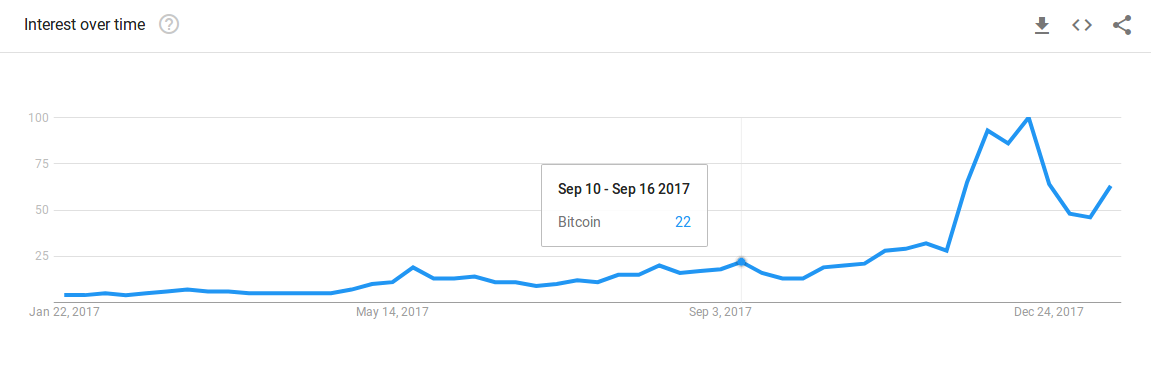 Interest over time
100
75
50
25
Sep 10 - Sep 16 2017
Bitcoin 22
Jan 22, 2017 May 14, 2017 Sep 3, 2017 Dec 24, 2017